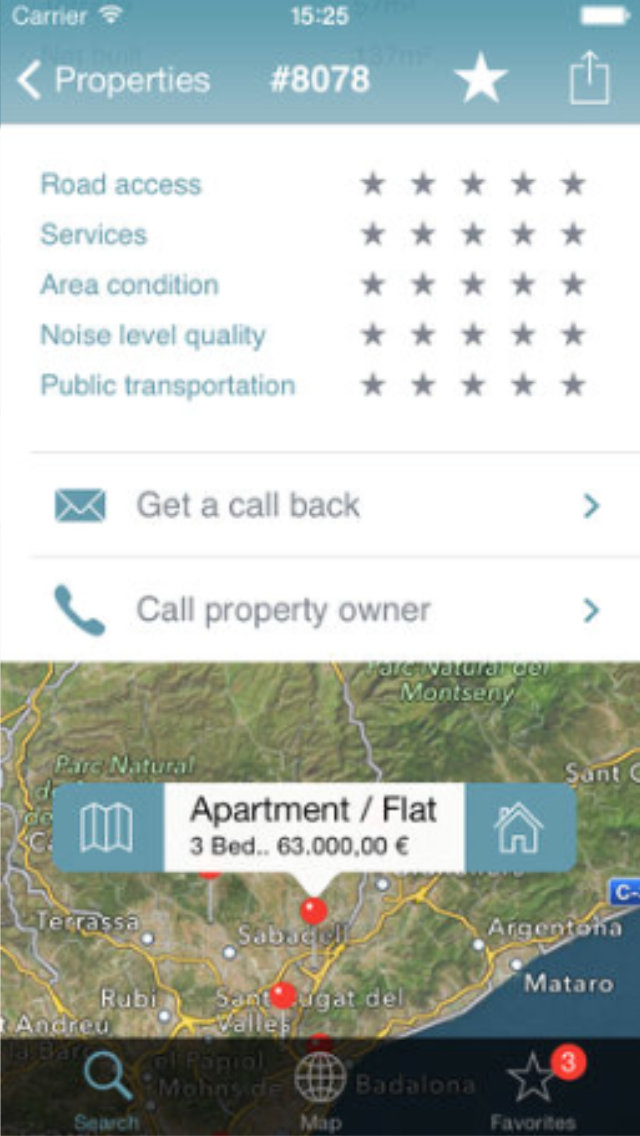 Carrier 15:25
Properties #8078
Road access
Services
Area condition
Noise level quality
Public transportation
Get a call back
Call property owner
Parc Natural del
Montseny
Parc Natural
Sant C
Apartment / Flat
3 Bed.. 63.000,00 €
C-
Terrassa
Sabadell
Argentona
Mataro
Rubi
Sant Cugat del
Valles
t Andreu
la Barc
el Papiol
Molins de
Badalona
3
Search
Map
Favorites